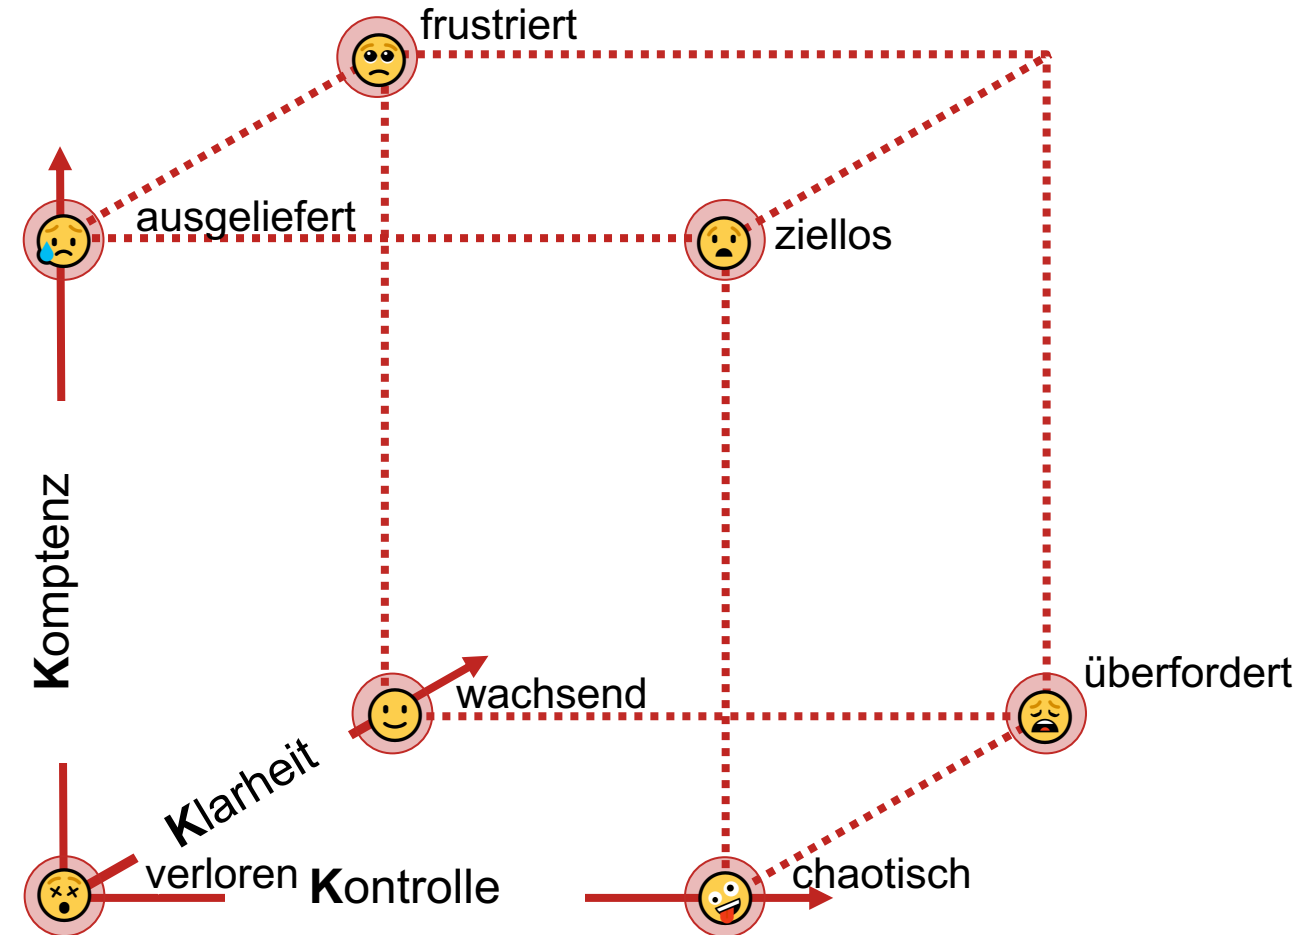 frustriert
ausgeliefert
ziellos
Komptenz
überfordert
wachsend
Klarheit
verloren
Kontrolle
chaotisch